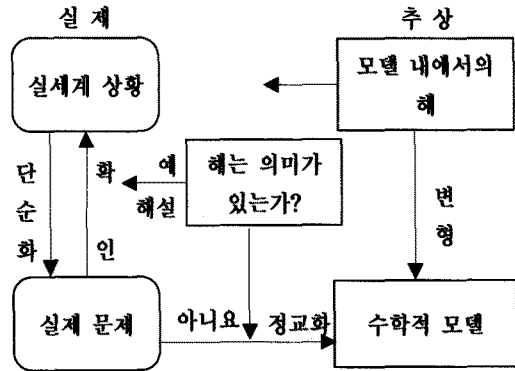 실 재
추 상
실세계 상황
모델 내에서의
해
단
순
화
확
인
예
해설
해는 의미가
있는가?
변
형
실재 문제
아니요
정교화
수학적 모델